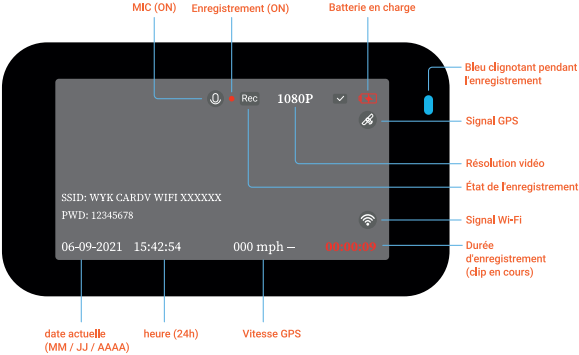 MIC (ON)
Enregistrement (ON)
Batterie en charge
Bleu clignotant pendant
l'enregistrement
Rec
1080P
Signal GPS
Résolution vidéo
État de l'enregistrement
SSID: WYK CARDV WIFI XXXXXX
PWD: 12345678
Signal Wi-Fi
06-09-2021
15:42:54
000 mph –
00:00:09
Durée
d'enregistrement
(clip en cours)
date actuelle
(MM / JJ / AAAA)
heure (24h)
Vitesse GPS